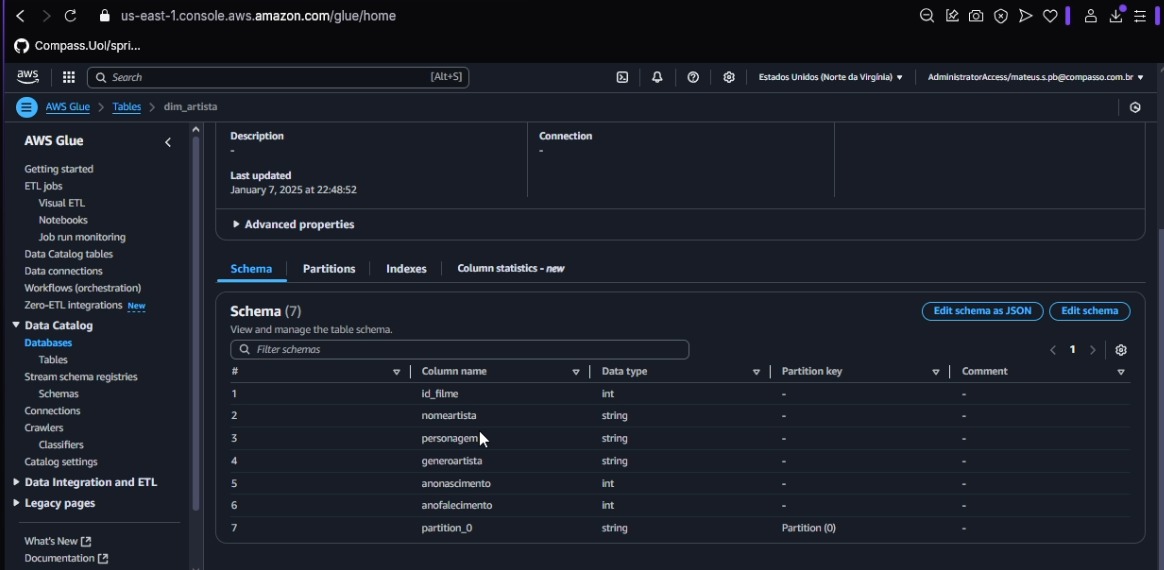 us-east-1.console.aws.amazon.com/glue/home
Compass.Uol/spri...
aws Search [Alt+S] Estados Unidos (Norte da Virgínia) ▼ AdministratorAccess/mateus.s.pb@compasso.com.br ▼
AWS Glue > Tables > dim_artista
AWS Glue
Getting started
ETL jobs
Visual ETL
Notebooks
Job run monitoring
Data Catalog tables
Data connections
Workflows (orchestration)
Zero-ETL integrations New
Data Catalog
Databases
Tables
Stream schema registries
Schemas
Connections
Crawlers
Classifiers
Catalog settings
Data Integration and ETL
Legacy pages
What's New
Documentation
Description Connection
- -
Last updated
January 7, 2025 at 22:48:52
Advanced properties
Schema Partitions Indexes Column statistics - new
Schema (7) Edit schema as JSON Edit schema
View and manage the table schema.
Filter schemas < 1 >
# Column name Data type Partition key Comment
1 id_filme int - -
2 nomeartista string - -
3 personagem string - -
4 generoartista string - -
5 anonascimento int - -
6 anofalecimento int - -
7 partition_0 string Partition (0) -